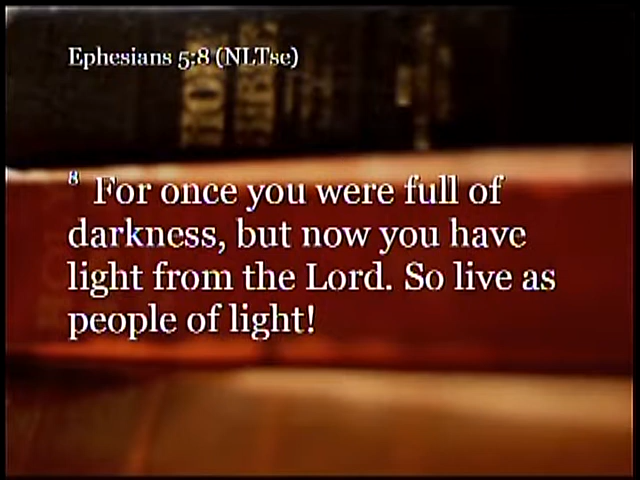 Ephesians 5:8 (NLTse)
8 For once you were full of
darkness, but now you have
light from the Lord. So live as
people of light!